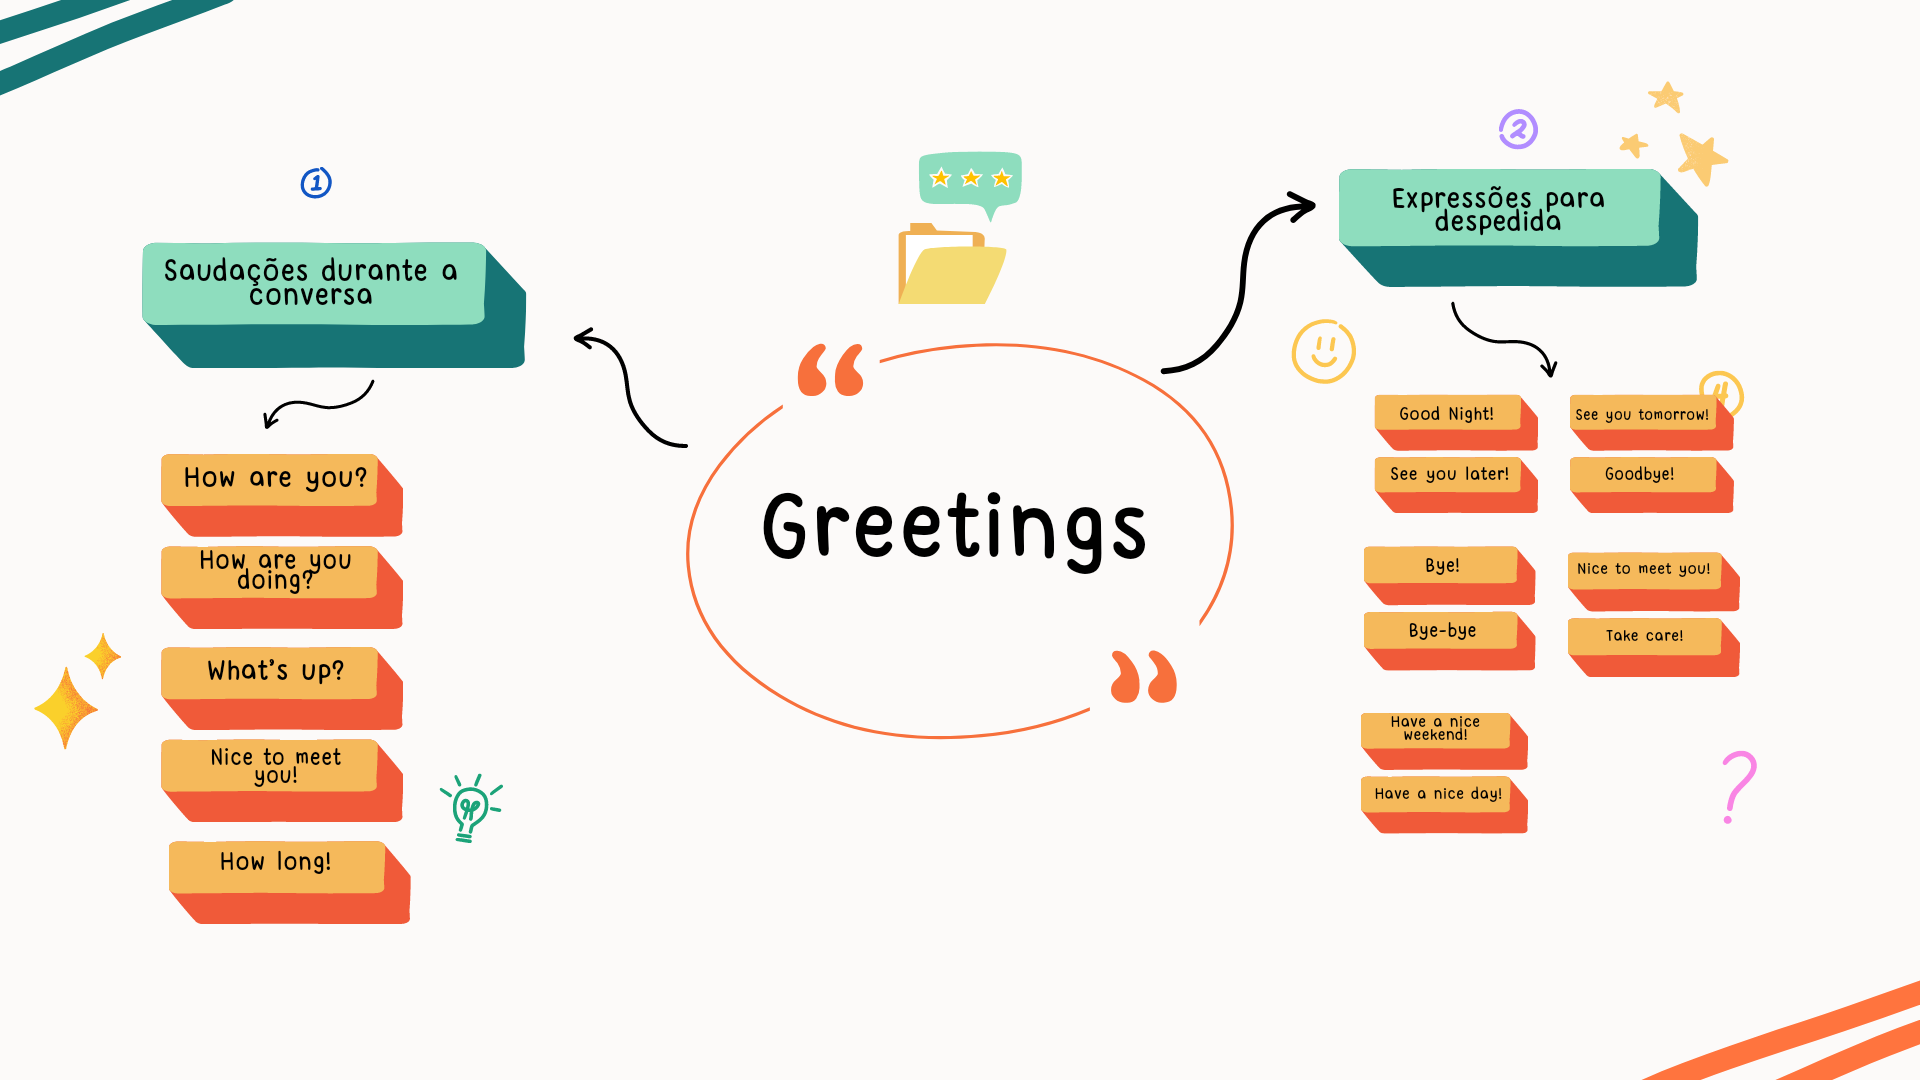 1
Saudações durante a
conversa
How are you?
How are you
doing?
What's up?
Nice to meet
you!
How long!
“
Greetings
”
2
Expressões para
despedida
4
Good Night!
See you tomorrow!
See you later!
Goodbye!
Bye!
Nice to meet you!
Bye-bye
Take care!
Have a nice
weekend!
Have a nice day!
?